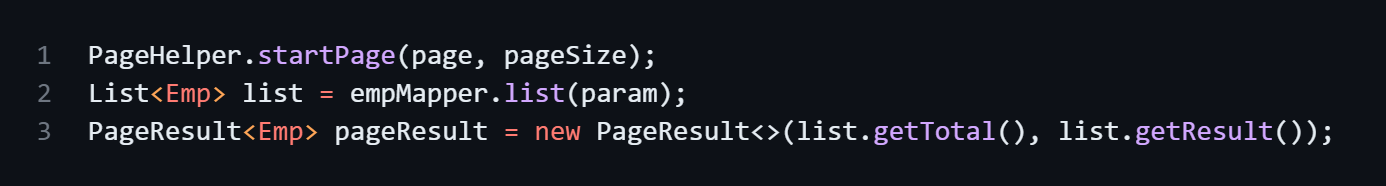 1 PageHelper.startPage(page, pageSize);
2 List<Emp> list = empMapper.list(param);
3 PageResult<Emp> pageResult = new PageResult<>(list.getTotal(), list.getResult());